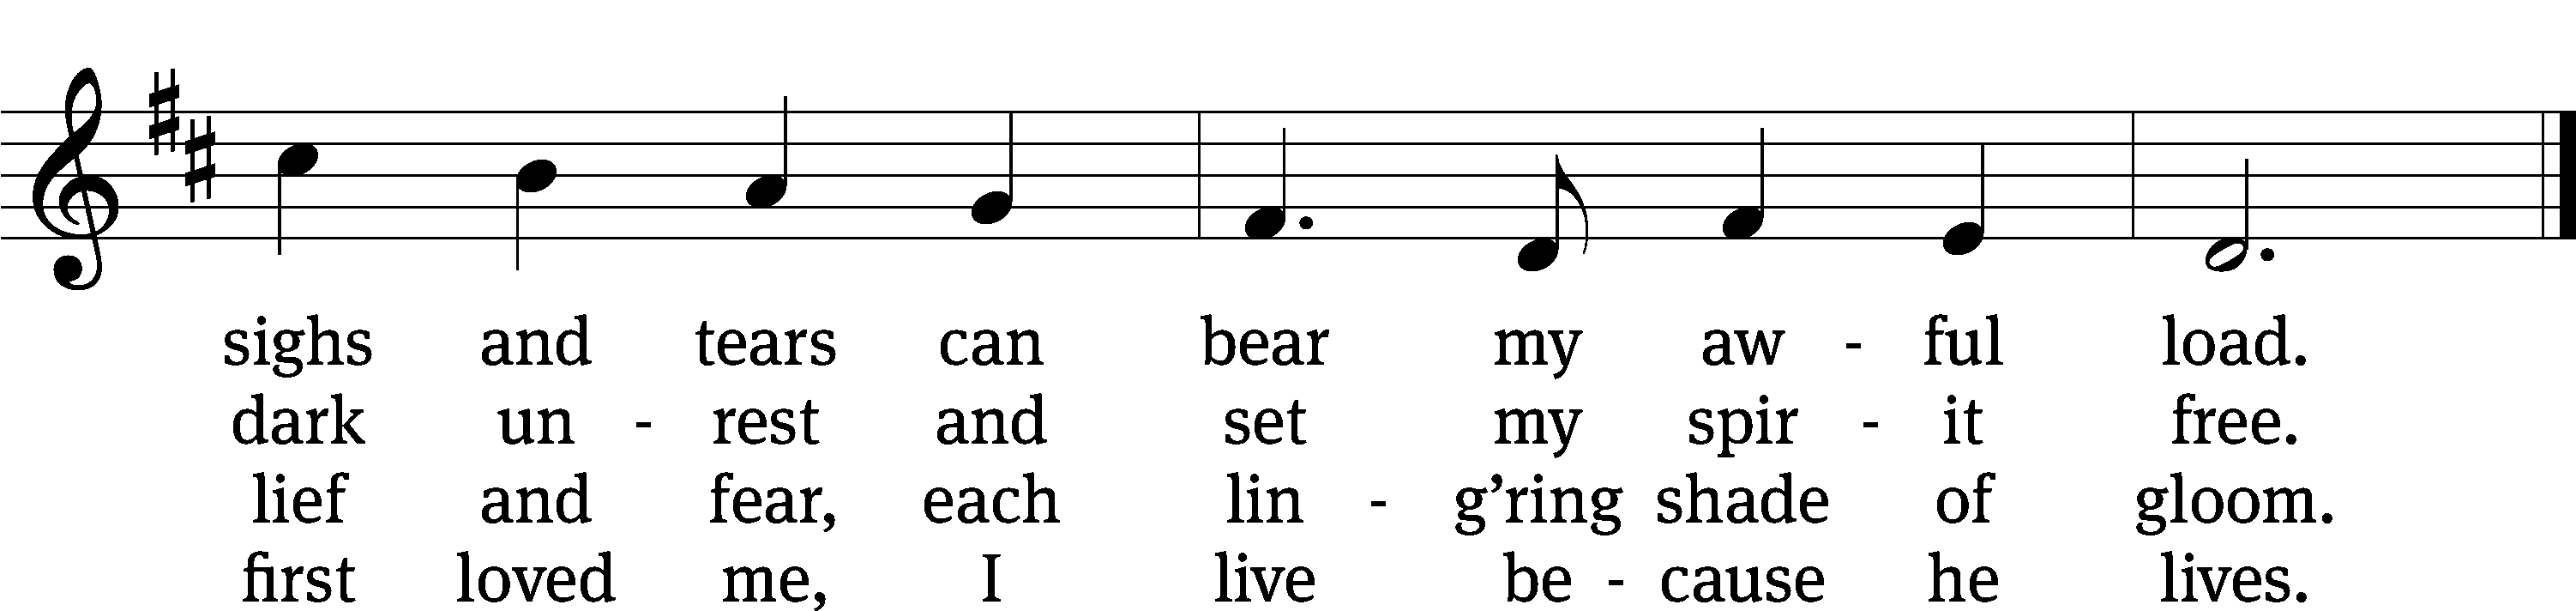 sighs and tears can bear my aw - ful load.
dark un - rest and set my spir - it free.
lief and fear, each lin - g’ring shade of gloom.
first loved me, I live be - cause he lives.